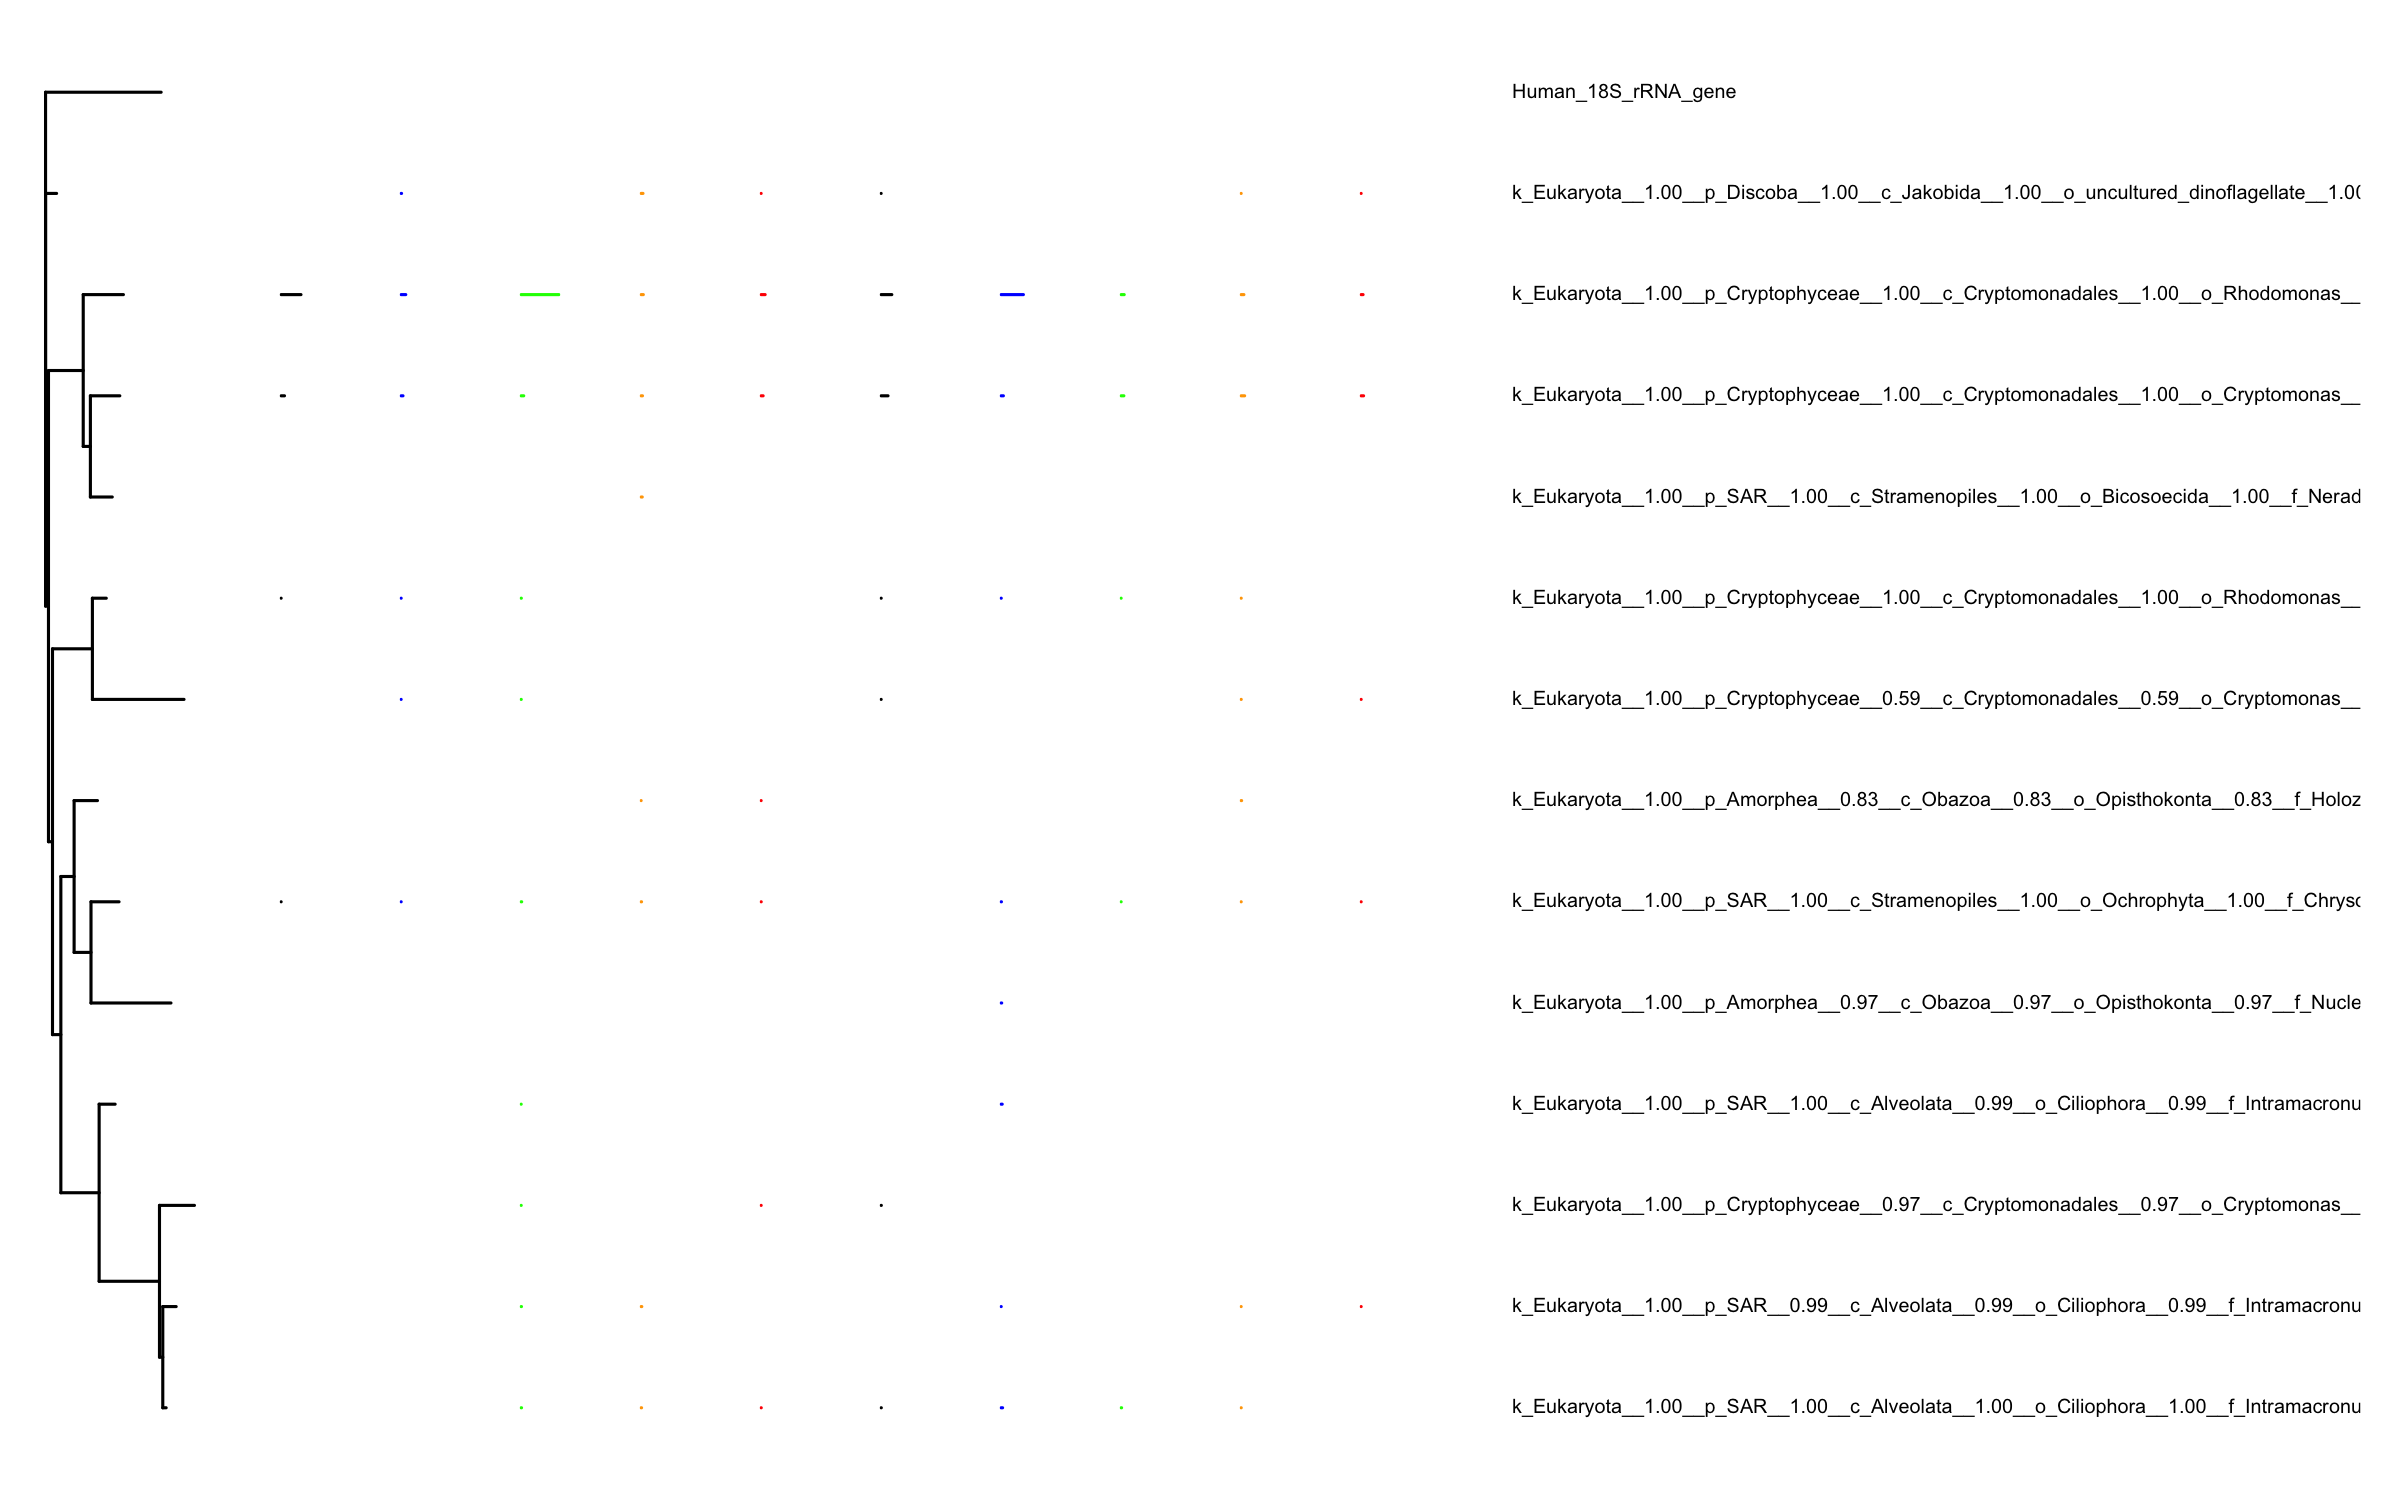 Human_18S_rRNA_gene
k_Eukaryota__1.00__p_Discoba__1.00__c_Jakobida__1.00__o_uncultured_dinoflagellate__1.00
k_Eukaryota__1.00__p_Cryptophyceae__1.00__c_Cryptomonadales__1.00__o_Rhodomonas__
k_Eukaryota__1.00__p_Cryptophyceae__1.00__c_Cryptomonadales__1.00__o_Cryptomonas__
k_Eukaryota__1.00__p_SAR__1.00__c_Stramenopiles__1.00__o_Bicosoecida__1.00__f_Nerad
k_Eukaryota__1.00__p_Cryptophyceae__1.00__c_Cryptomonadales__1.00__o_Rhodomonas__
k_Eukaryota__1.00__p_Cryptophyceae__0.59__c_Cryptomonadales__0.59__o_Cryptomonas__
k_Eukaryota__1.00__p_Amorphea__0.83__c_Obazoa__0.83__o_Opisthokonta__0.83__f_Holoz
k_Eukaryota__1.00__p_SAR__1.00__c_Stramenopiles__1.00__o_Ochrophyta__1.00__f_Chryso
k_Eukaryota__1.00__p_Amorphea__0.97__c_Obazoa__0.97__o_Opisthokonta__0.97__f_Nucle
k_Eukaryota__1.00__p_SAR__1.00__c_Alveolata__0.99__o_Ciliophora__0.99__f_Intramacronu
k_Eukaryota__1.00__p_Cryptophyceae__0.97__c_Cryptomonadales__0.97__o_Cryptomonas__
k_Eukaryota__1.00__p_SAR__0.99__c_Alveolata__0.99__o_Ciliophora__0.99__f_Intramacronu
k_Eukaryota__1.00__p_SAR__1.00__c_Alveolata__1.00__o_Ciliophora__1.00__f_Intramacronu